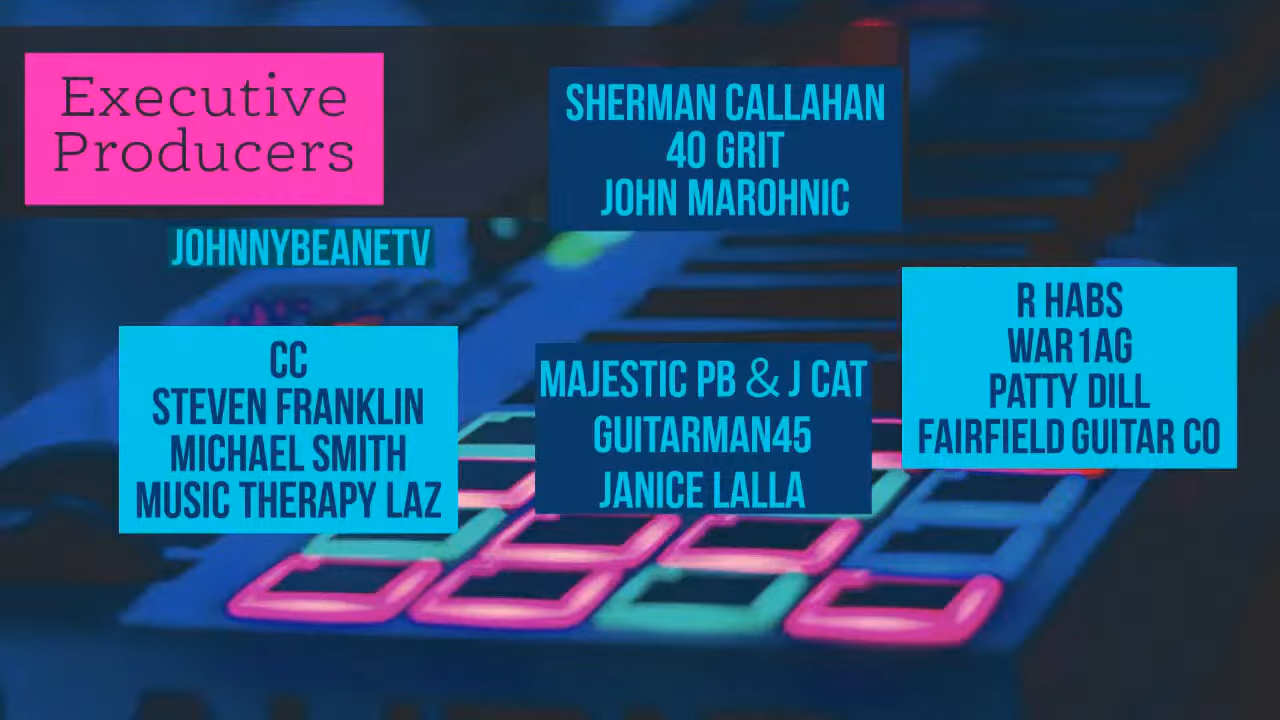 Executive
Producers
SHERMAN CALLAHAN
40 GRIT
JOHN MAROHNIC
JOHNNYBEANETV
R HABS
WAR1AG
PATTY DILL
FAIRFIELD GUITAR CO
CC
STEVEN FRANKLIN
MICHAEL SMITH
MUSIC THERAPY LAZ
MAJESTIC PB & J CAT
GUITARMAN45
JANICE LALLA